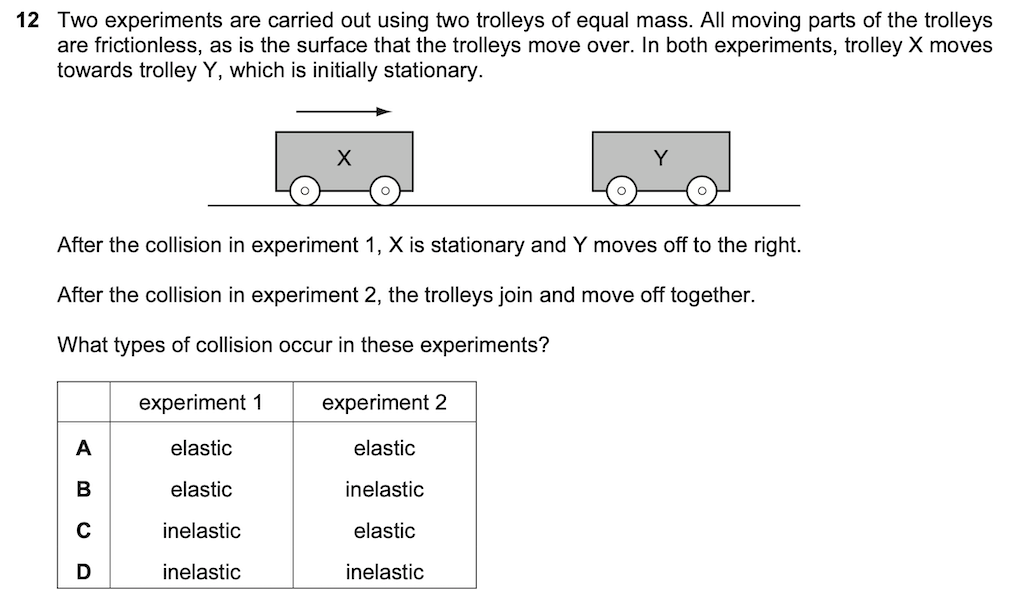 12 Two experiments are carried out using two trolleys of equal mass. All moving parts of the trolleys
are frictionless, as is the surface that the trolleys move over. In both experiments, trolley X moves
towards trolley Y, which is initially stationary.
X Y
After the collision in experiment 1, X is stationary and Y moves off to the right.
After the collision in experiment 2, the trolleys join and move off together.
What types of collision occur in these experiments?
experiment 1 experiment 2
A elastic elastic
B elastic inelastic
C inelastic elastic
D inelastic inelastic